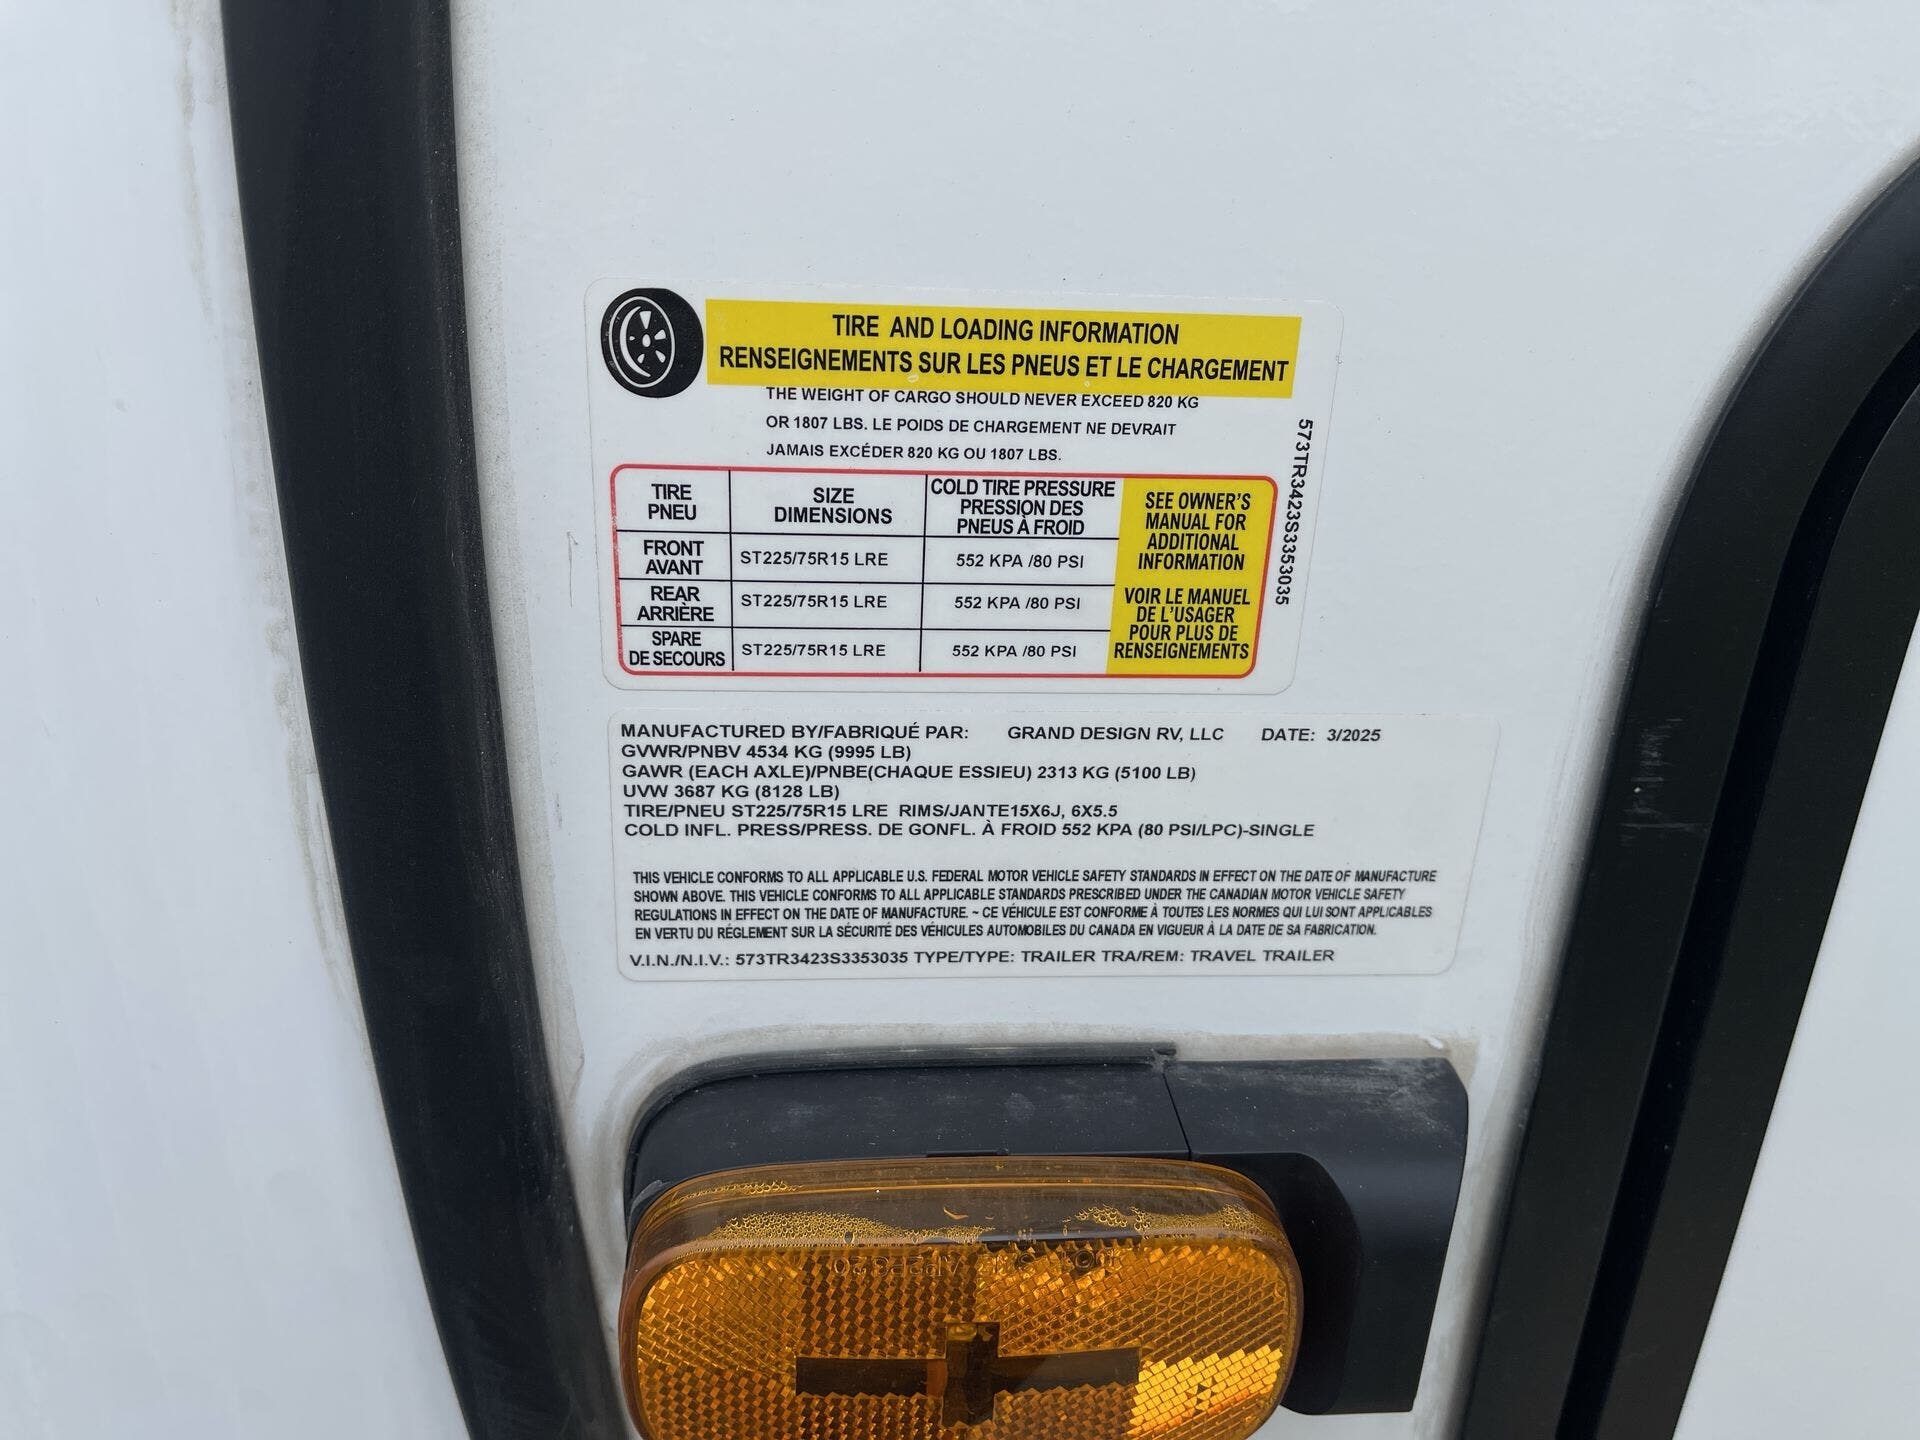 TIRE AND LOADING INFORMATION
RENSEIGNEMENTS SUR LES PNEUS ET LE CHARGEMENT
THE WEIGHT OF CARGO SHOULD NEVER EXCEED 820 KG
OR 1807 LBS. LE POIDS DE CHARGEMENT NE DEVRAIT
JAMAIS EXCÉDER 820 KG OU 1807 LBS.
TIRE
PNEU
SIZE
DIMENSIONS
COLD TIRE PRESSURE
PRESSION DES
PNEUS À FROID
FRONT
AVANT
ST225/75R15 LRE
552 KPA /80 PSI
REAR
ARRIÈRE
ST225/75R15 LRE
552 KPA /80 PSI
SPARE
DE SECOURS
ST225/75R15 LRE
552 KPA /80 PSI
SEE OWNER'S
MANUAL FOR
ADDITIONAL
INFORMATION
VOIR LE MANUEL
DE L'USAGER
POUR PLUS DE
RENSEIGNEMENTS
573TR3423S3353035
MANUFACTURED BY/FABRIQUÉ PAR: GRAND DESIGN RV, LLC DATE: 3/2025
GVWR/PNBV 4534 KG (9995 LB)
GAWR (EACH AXLE)/PNBE(CHAQUE ESSIEU) 2313 KG (5100 LB)
UVW 3687 KG (8128 LB)
TIRE/PNEU ST225/75R15 LRE RIMS/JANTE15X6J, 6X5.5
COLD INFL. PRESS/PRESS. DE GONFL. À FROID 552 KPA (80 PSI/LPC)-SINGLE
THIS VEHICLE CONFORMS TO ALL APPLICABLE U.S. FEDERAL MOTOR VEHICLE SAFETY STANDARDS IN EFFECT ON THE DATE OF MANUFACTURE
SHOWN ABOVE. THIS VEHICLE CONFORMS TO ALL APPLICABLE STANDARDS PRESCRIBED UNDER THE CANADIAN MOTOR VEHICLE SAFETY
REGULATIONS IN EFFECT ON THE DATE OF MANUFACTURE. ~ CE VÉHICULE EST CONFORME À TOUTES LES NORMES QUI LUI SONT APPLICABLES
EN VERTU DU RÉGLEMENT SUR LA SÉCURITÉ DES VÉHICULES AUTOMOBILES DU CANADA EN VIGUEUR À LA DATE DE SA FABRICATION.
V.I.N./N.I.V.: 573TR3423S3353035 TYPE/TYPE: TRAILER TRA/REM: TRAVEL TRAILER